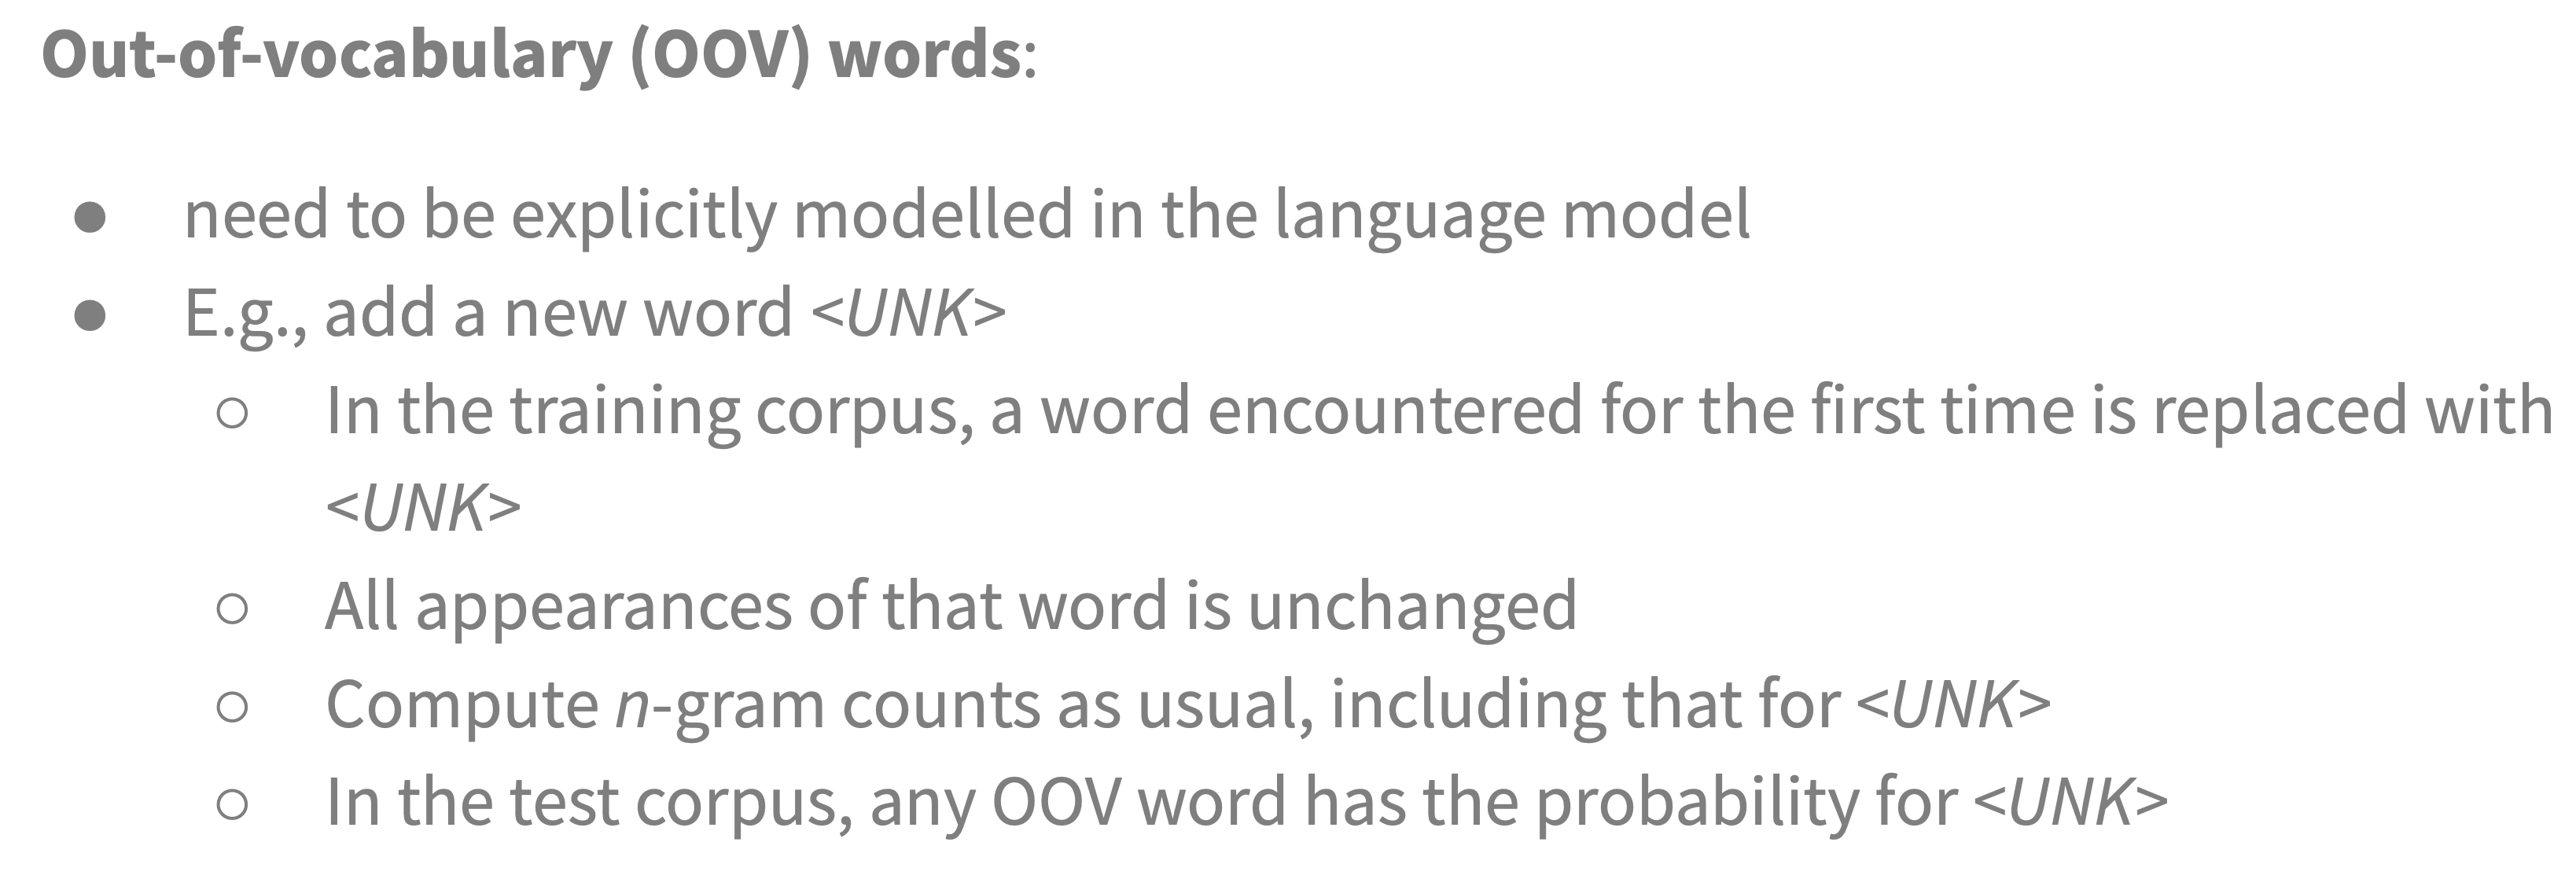 Out-of-vocabulary (OOV) words:
● need to be explicitly modelled in the language model
● E.g., add a new word <UNK>
○ In the training corpus, a word encountered for the first time is replaced with
<UNK>
○ All appearances of that word is unchanged
○ Compute n-gram counts as usual, including that for <UNK>
○ In the test corpus, any OOV word has the probability for <UNK>